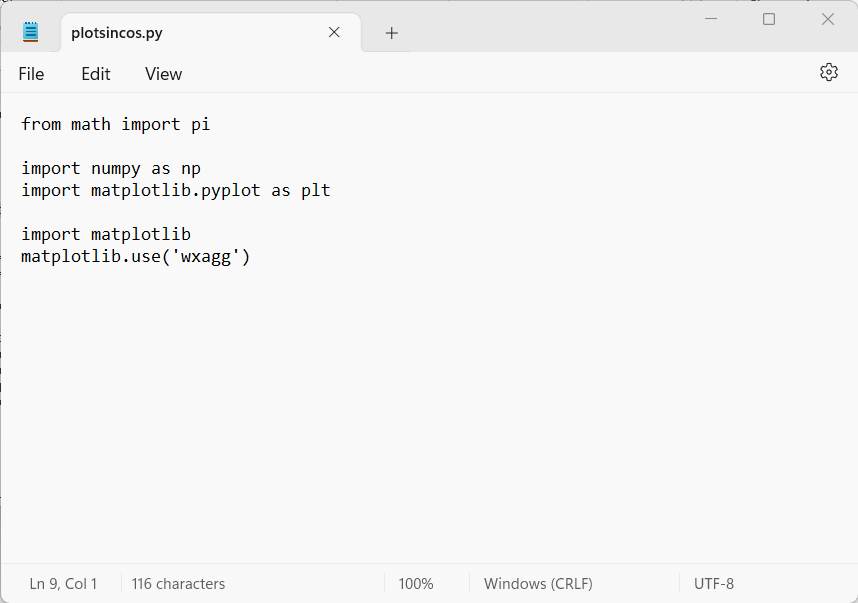 plotsincos.py
File Edit View
from math import pi
import numpy as np
import matplotlib.pyplot as plt
import matplotlib
matplotlib.use('wxagg')
Ln 9, Col 1 116 characters 100% Windows (CRLF) UTF-8